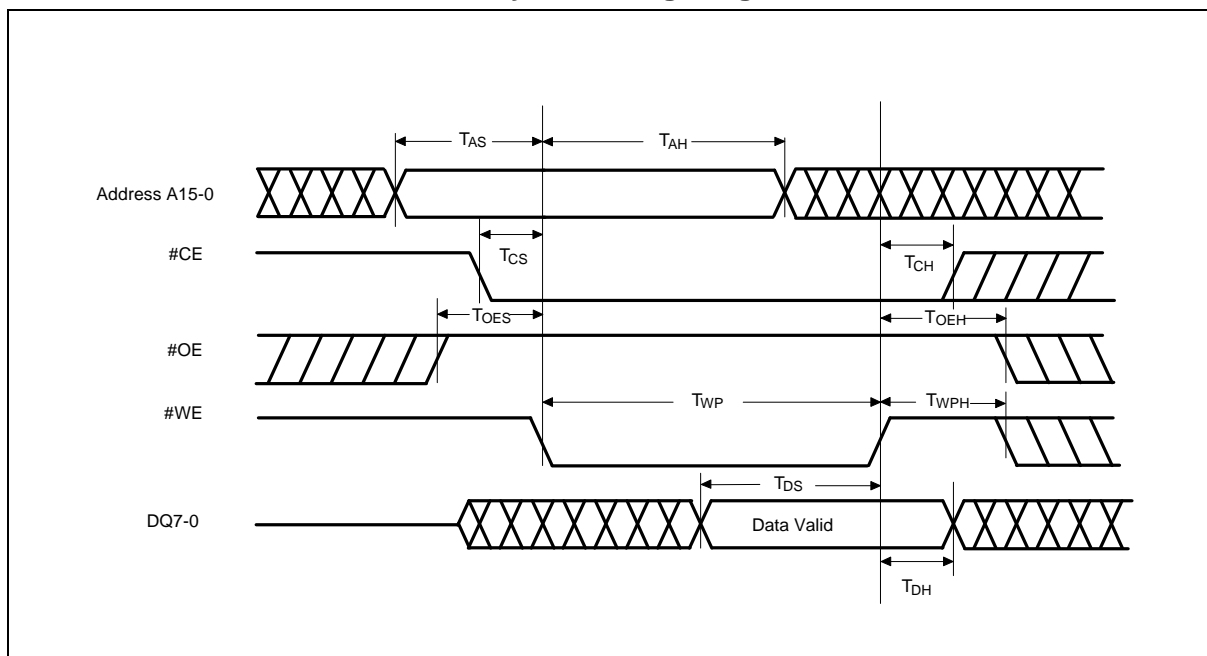 TAS
TAH
Address A15-0
#CE
TCS
TCH
TOES
TOEH
#OE
#WE
TWP
TWPH
TDS
DQ7-0
Data Valid
TDH